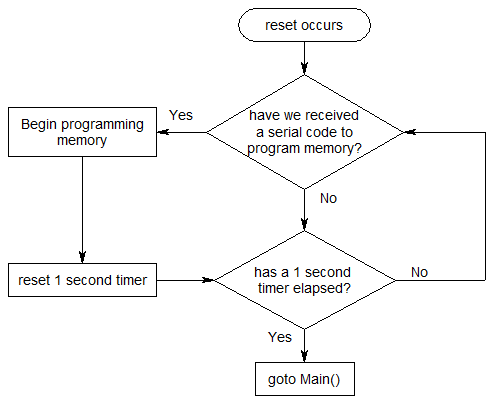 reset occurs
have we received
a serial code to
program memory?
Yes
Begin programming
memory
No
reset 1 second timer
has a 1 second
timer elapsed?
No
Yes
goto Main()